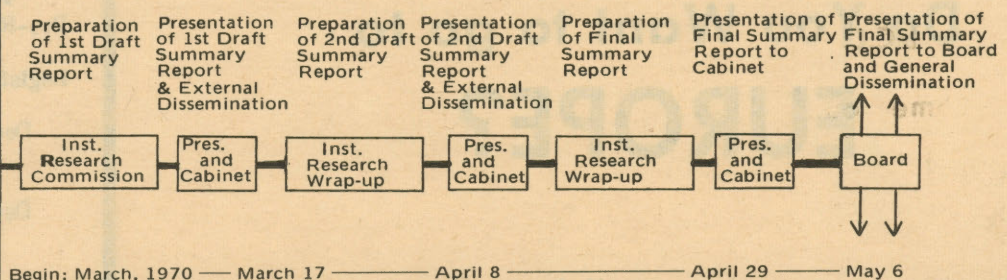 Preparation
of 1st Draft
Summary
Report
Presentation
of 1st Draft
Summary
Report
& External
Dissemination
Preparation
of 2nd Draft
Summary
Report
Presentation
of 2nd Draft
Summary
Report
& External
Dissemination
Preparation
of Final
Summary
Report
Presentation of
Final Summary
Report to
Cabinet
Presentation of
Final Summary
Report to Board
and General
Dissemination
Inst.
Research
Commission
Pres.
and
Cabinet
Inst.
Research
Wrap-up
Pres.
and
Cabinet
Inst.
Research
Wrap-up
Pres.
and
Cabinet
Board
Begin: March, 1970 — March 17 — April 8 — April 29 — May 6